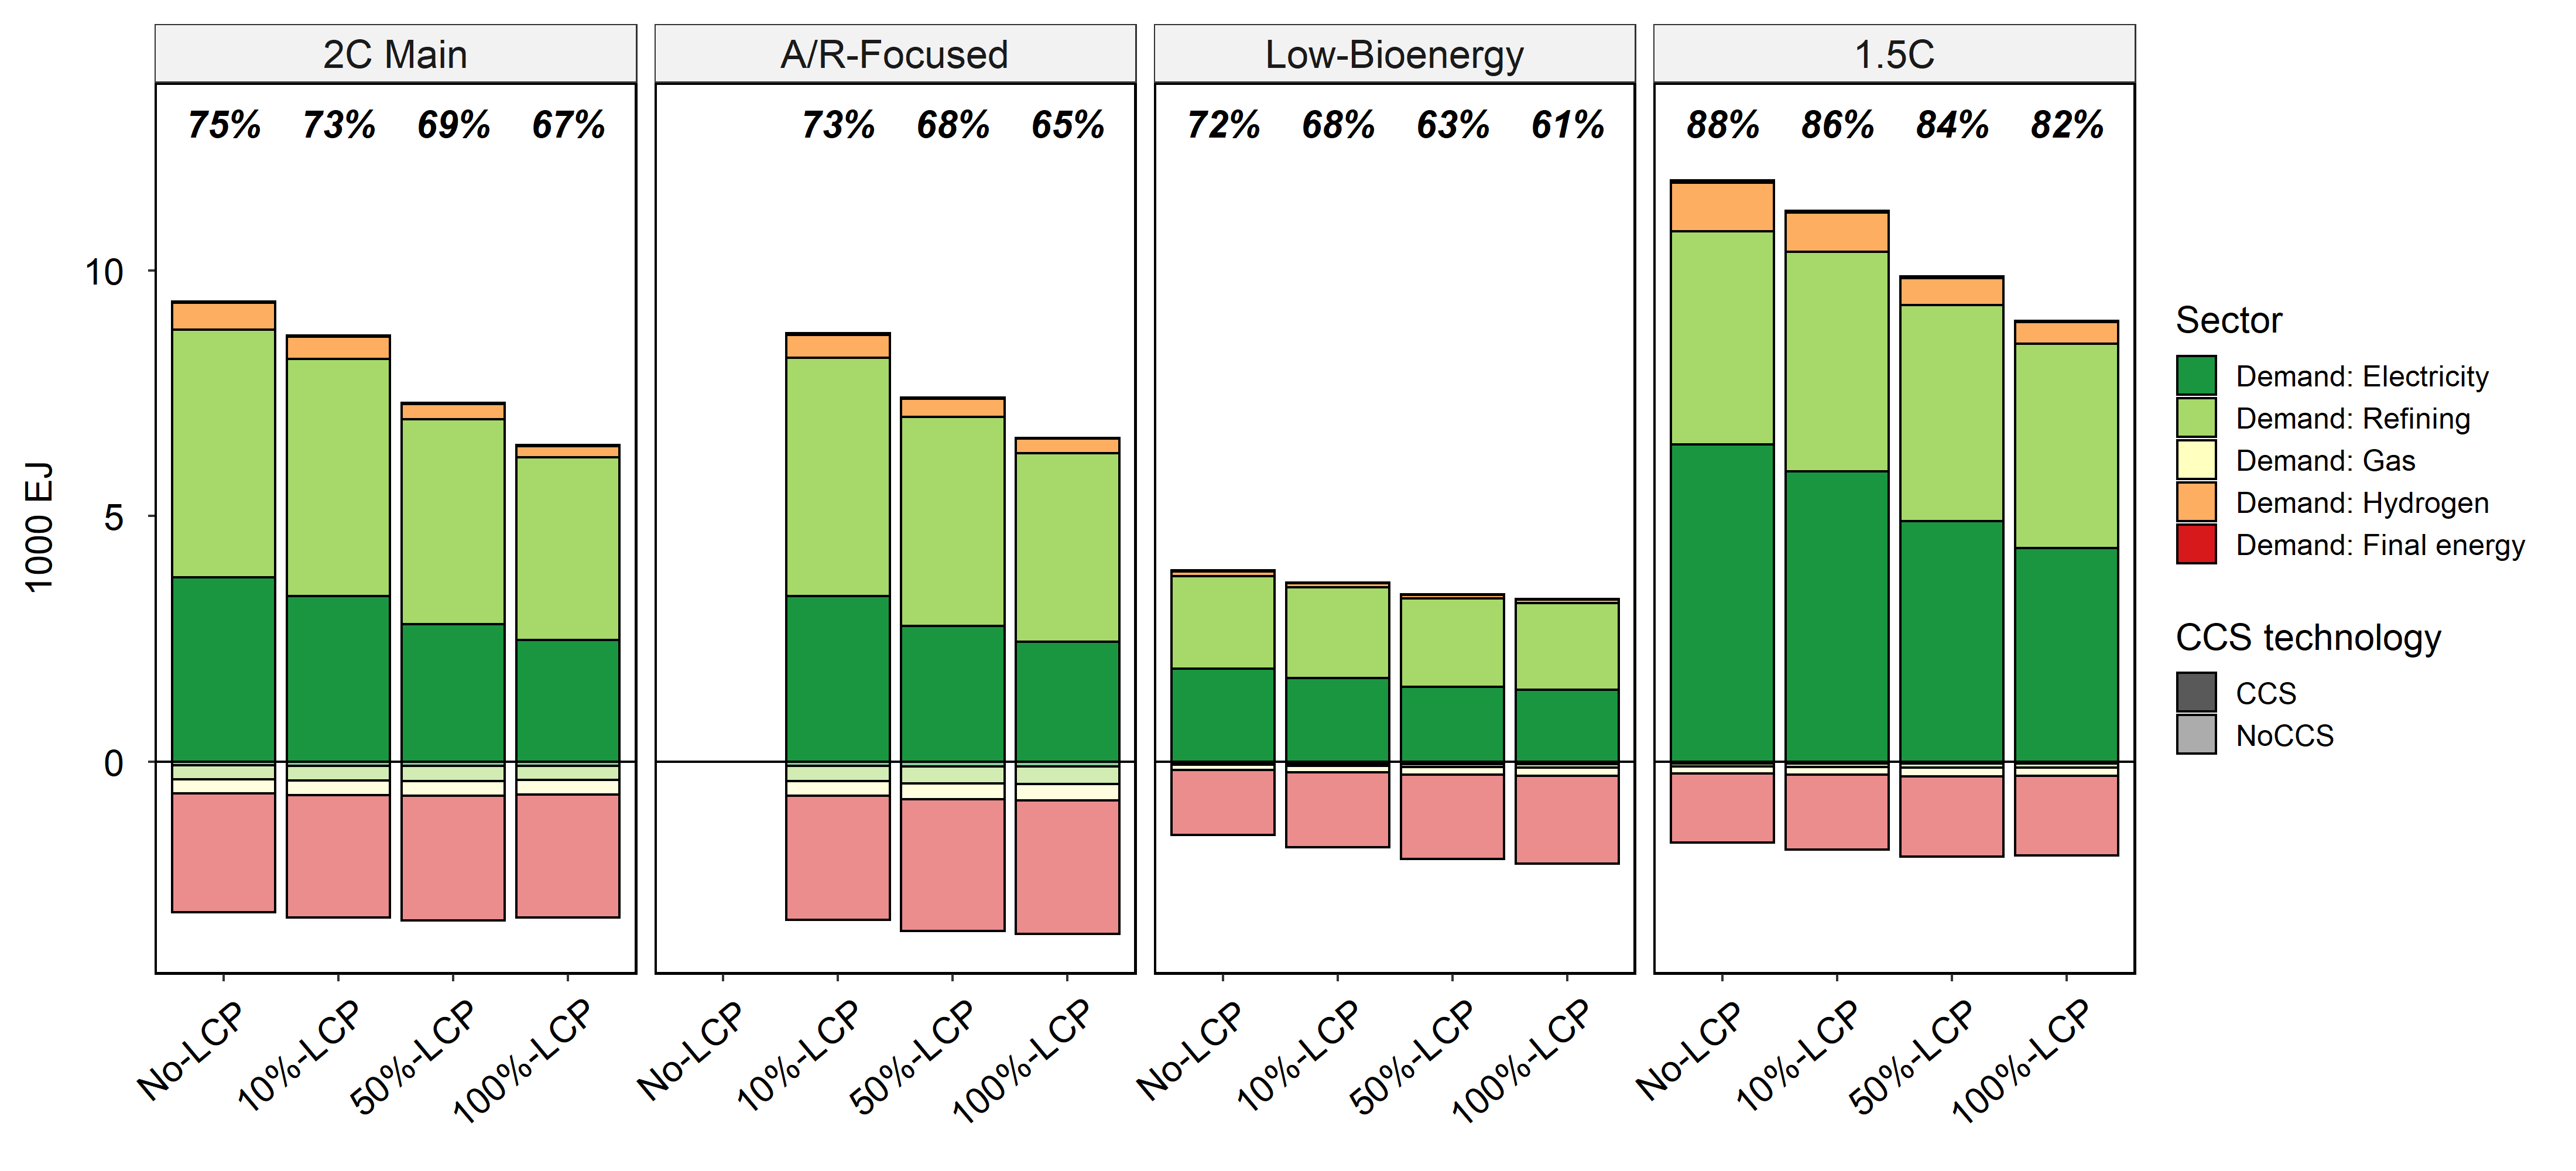 2C Main
A/R-Focused
Low-Bioenergy
1.5C
75% 73% 69% 67%
73% 68% 65%
72% 68% 63% 61%
88% 86% 84% 82%
10
5
0
1000 EJ
No-LCP 10%-LCP 50%-LCP 100%-LCP
No-LCP 10%-LCP 50%-LCP 100%-LCP
No-LCP 10%-LCP 50%-LCP 100%-LCP
No-LCP 10%-LCP 50%-LCP 100%-LCP
Sector
Demand: Electricity
Demand: Refining
Demand: Gas
Demand: Hydrogen
Demand: Final energy
CCS technology
CCS
NoCCS